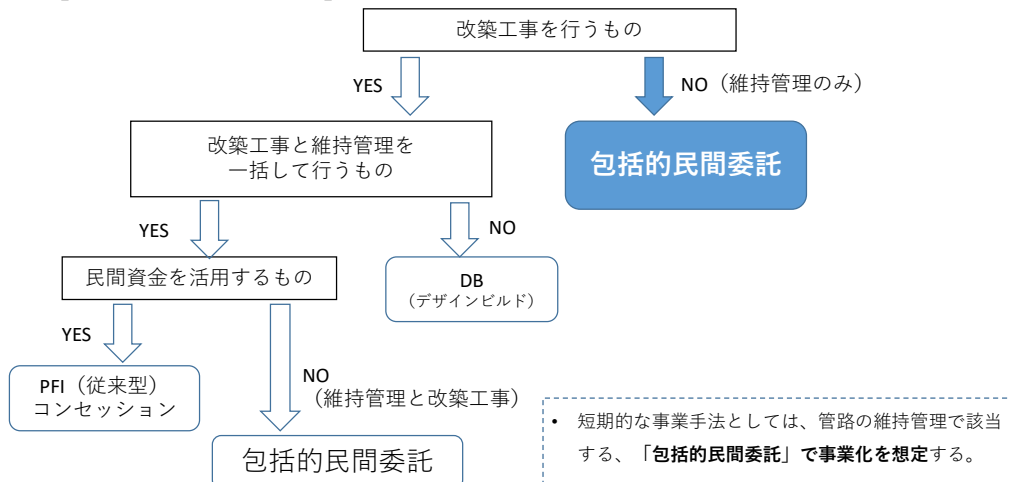 改築工事を行うもの
YES
NO（維持管理のみ）
改築工事と維持管理を
一括して行うもの
包括的民間委託
YES
NO
民間資金を活用するもの
DB
（デザインビルド）
YES
NO
（維持管理と改築工事）
PFI（従来型）
コンセッション
包括的民間委託
• 短期的な事業手法としては、管路の維持管理で該当
する、「包括的民間委託」で事業化を想定する。